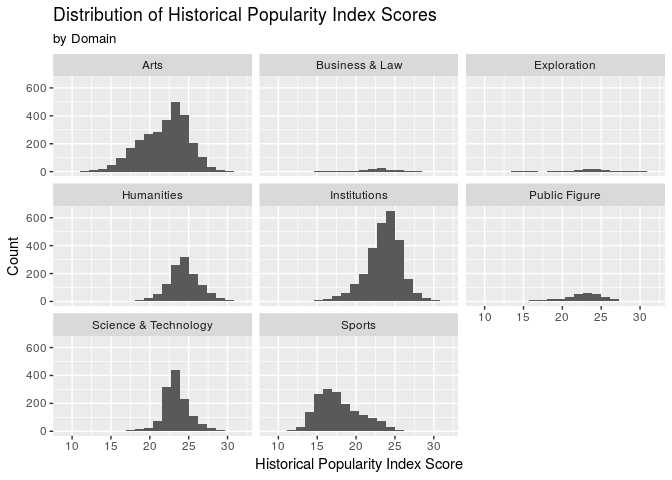 Distribution of Historical Popularity Index Scores
by Domain
Arts Business & Law Exploration
600
400
200
0
Humanities Institutions Public Figure
600
400
200
0
10 15 20 25 30
Science & Technology Sports
600
400
200
0
10 15 20 25 30 10 15 20 25 30
Count
Historical Popularity Index Score